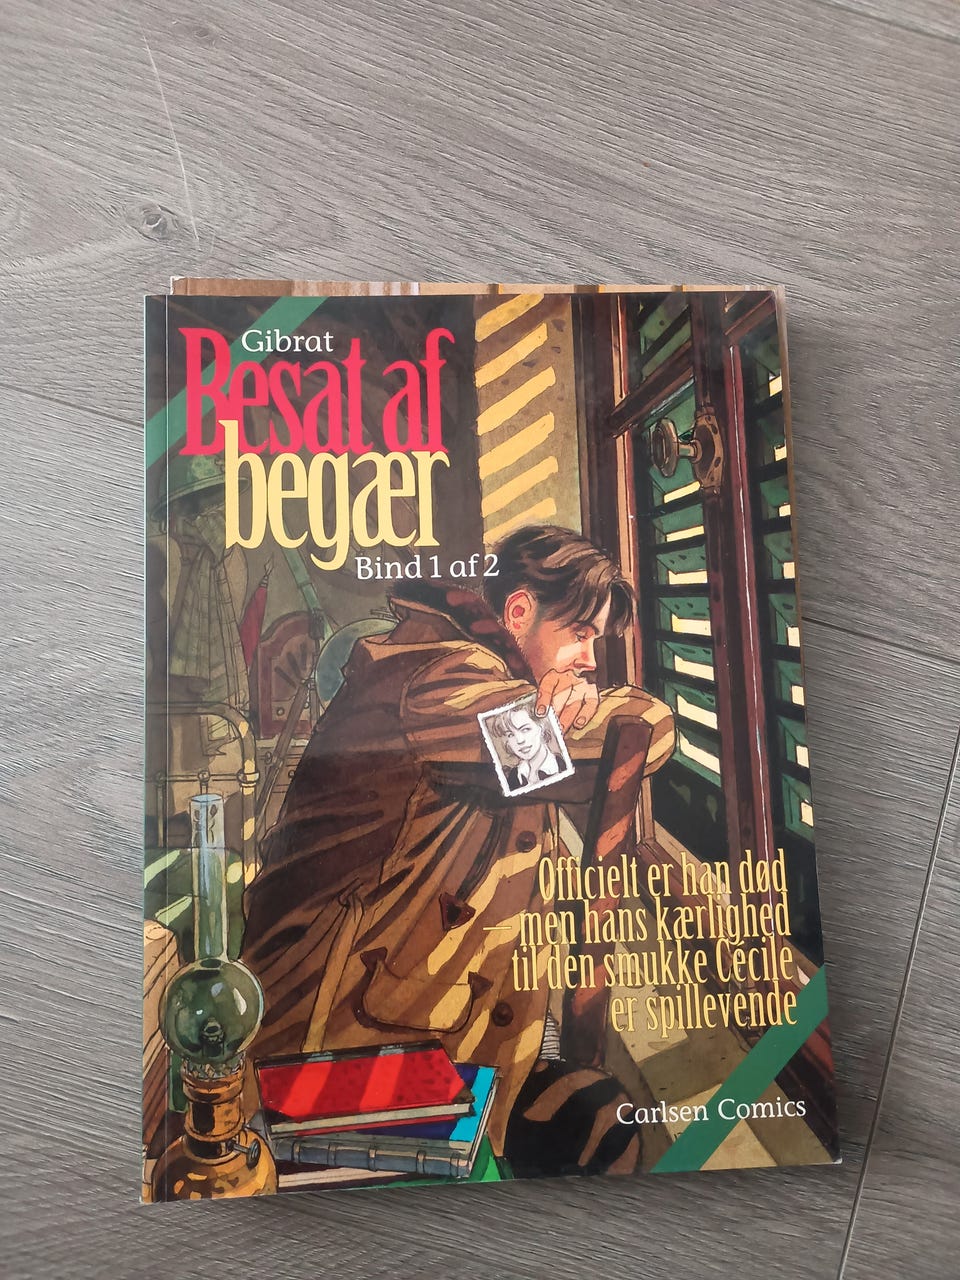 Gibrat
Besat af
begær
Bind 1 af 2
Officielt er han død
– men hans kærlighed
til den smukke Cécile
er spillevende
Carlsen Comics